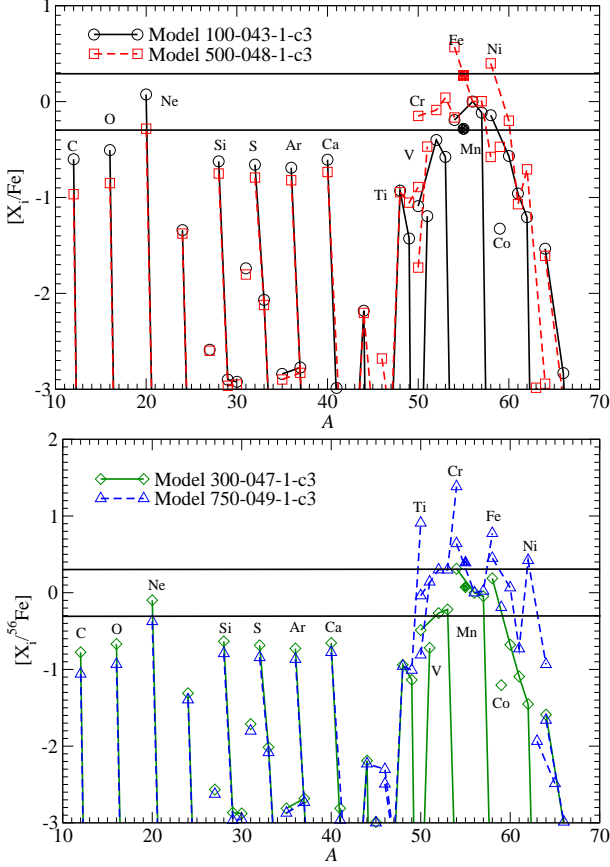 Model 100-043-1-c3
Model 500-048-1-c3
Fe
Ni
Ne
Cr
C
O
Si
S
Ar
Ca
V
Mn
Ti
Co
[X_i/Fe]
0
-1
-2
-3
10
20
30
40
50
60
70
A
Model 300-047-1-c3
Model 750-049-1-c3
Cr
Ti
Fe
Ni
Ne
C
O
Si
S
Ar
Ca
Mn
V
Co
[X_i/^56Fe]
2
1
0
-1
-2
-3
10
20
30
40
50
60
70
A